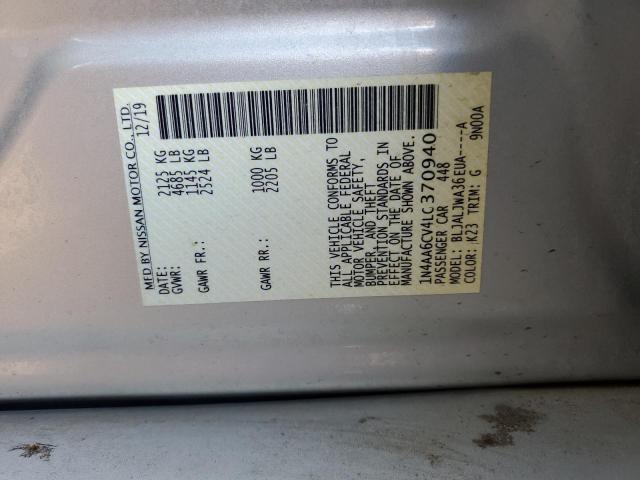 MFD BY NISSAN MOTOR CO., LTD.
DATE: 12/19
GVWR: 2125 KG
4685 LB
GAWR FR.: 1145 KG
2524 LB
GAWR RR.: 1000 KG
2205 LB
THIS VEHICLE CONFORMS TO
ALL APPLICABLE FEDERAL
MOTOR VEHICLE SAFETY,
BUMPER, AND THEFT
PREVENTION STANDARDS IN
EFFECT ON THE DATE OF
MANUFACTURE SHOWN ABOVE.
1N4AA6CV4LC370940
PASSENGER CAR 448
MODEL: BLJALJWA36EUA----A
COLOR: K23 TRIM: G 9N00A